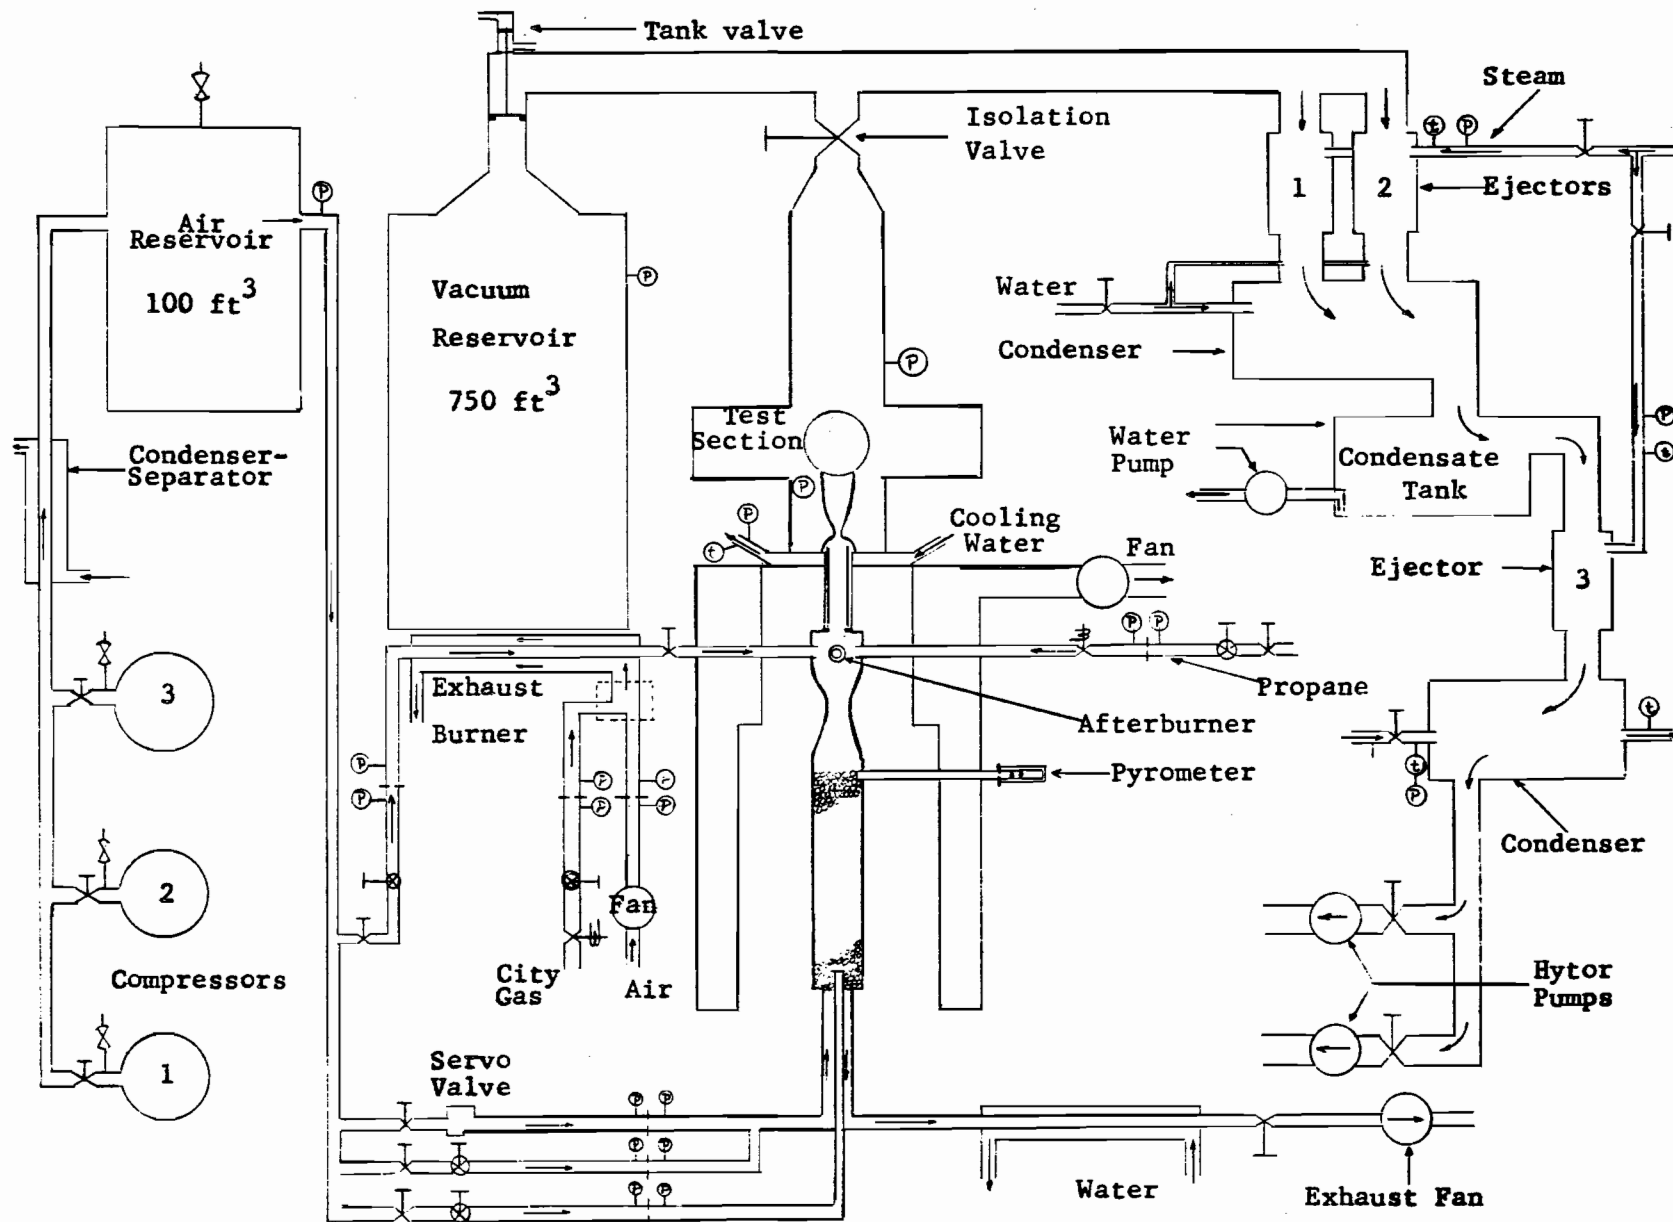 Tank valve
Steam
Isolation
Valve
t
P
P
1
2
Ejectors
Air
Reservoir
100 ft³
Vacuum
Reservoir
750 ft³
P
Water
Condenser
P
Test
Section
Water
Pump
Condensate
Tank
P
t
Condenser-
Separator
P
P
t
Cooling
Water
Fan
Ejector
3
P
P
3
Exhaust
Burner
Propane
Afterburner
t
P
P
P
P
P
Pyrometer
t
P
Condenser
2
Fan
Compressors
City
Gas
Air
Hytor
Pumps
1
Servo
Valve
P
P
P
P
P
P
Water
Exhaust Fan